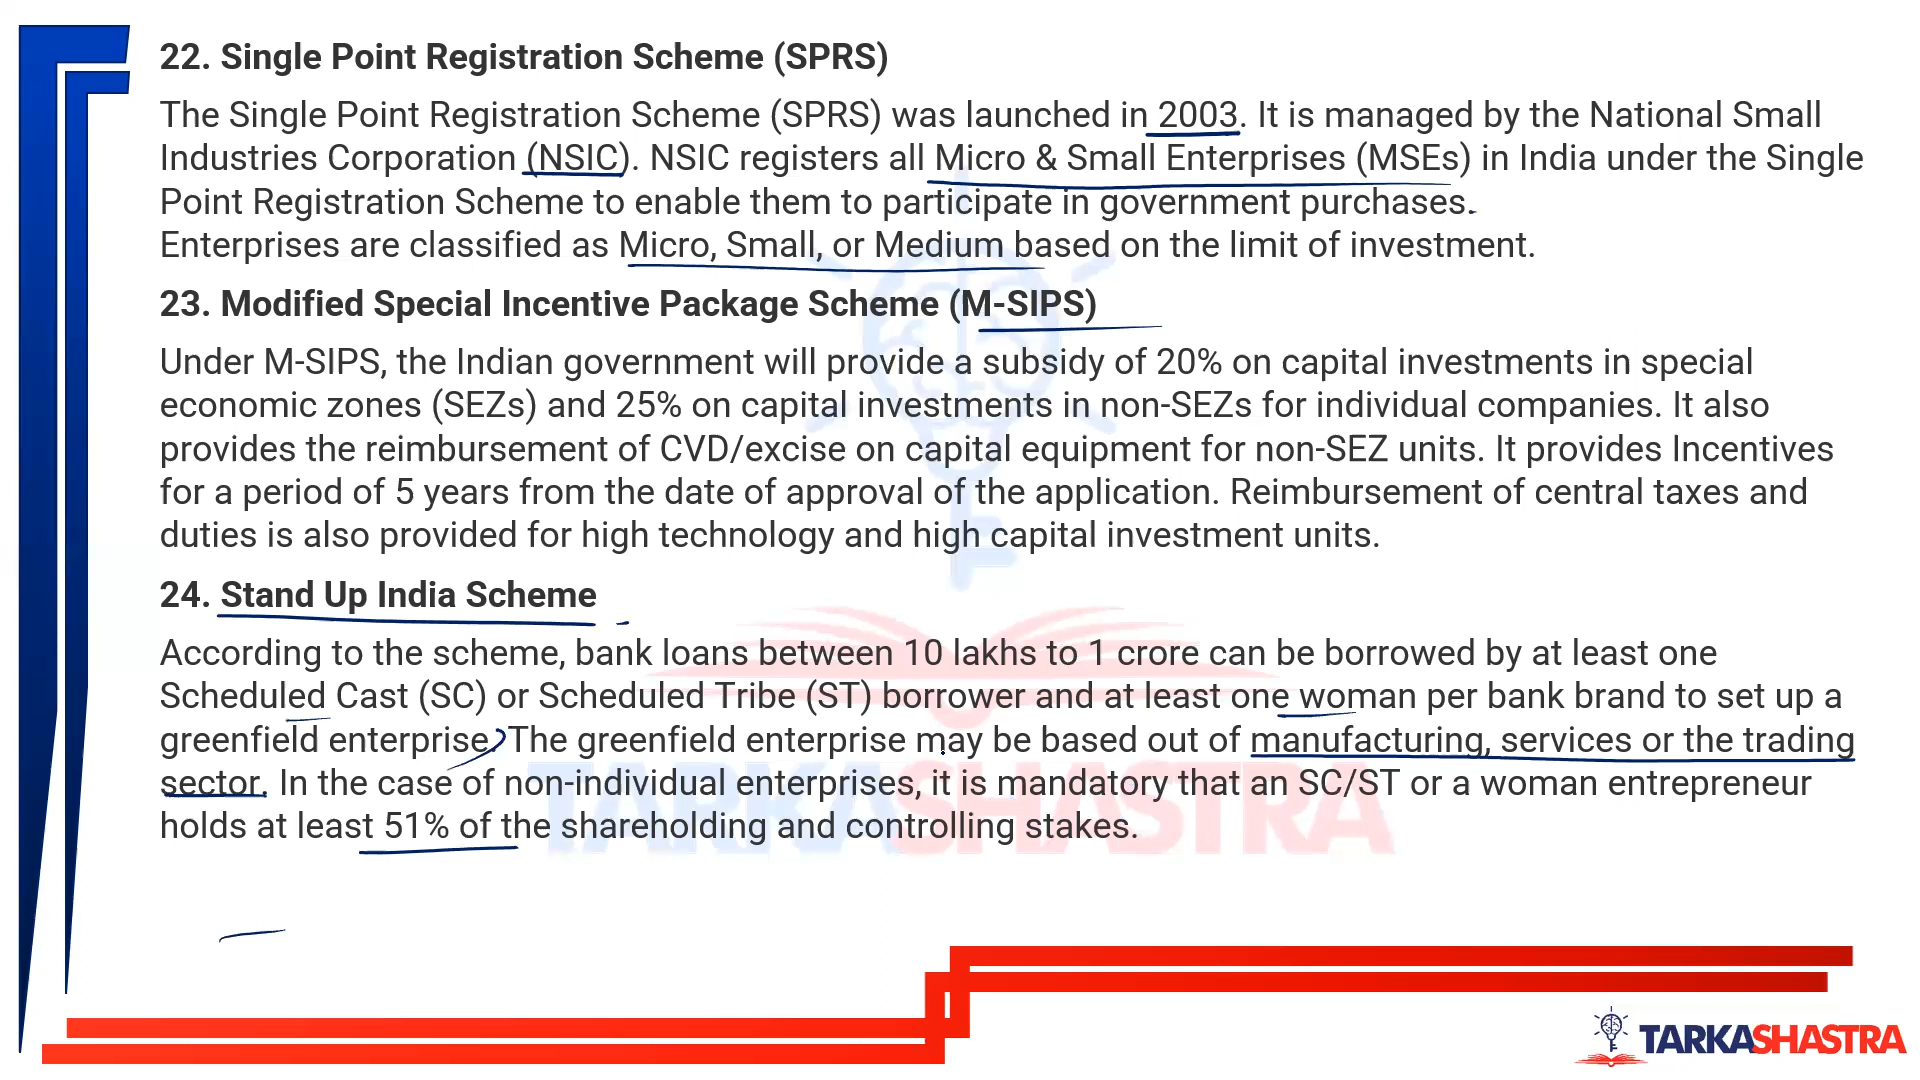 22. Single Point Registration Scheme (SPRS)
The Single Point Registration Scheme (SPRS) was launched in 2003. It is managed by the National Small
Industries Corporation (NSIC). NSIC registers all Micro & Small Enterprises (MSEs) in India under the Single
Point Registration Scheme to enable them to participate in government purchases.
Enterprises are classified as Micro, Small, or Medium based on the limit of investment.
23. Modified Special Incentive Package Scheme (M-SIPS)
Under M-SIPS, the Indian government will provide a subsidy of 20% on capital investments in special
economic zones (SEZs) and 25% on capital investments in non-SEZs for individual companies. It also
provides the reimbursement of CVD/excise on capital equipment for non-SEZ units. It provides Incentives
for a period of 5 years from the date of approval of the application. Reimbursement of central taxes and
duties is also provided for high technology and high capital investment units.
24. Stand Up India Scheme
According to the scheme, bank loans between 10 lakhs to 1 crore can be borrowed by at least one
Scheduled Cast (SC) or Scheduled Tribe (ST) borrower and at least one woman per bank brand to set up a
greenfield enterprise. The greenfield enterprise may be based out of manufacturing, services or the trading
sector. In the case of non-individual enterprises, it is mandatory that an SC/ST or a woman entrepreneur
holds at least 51% of the shareholding and controlling stakes.
TARKASHASTRA
TARKASHASTRA